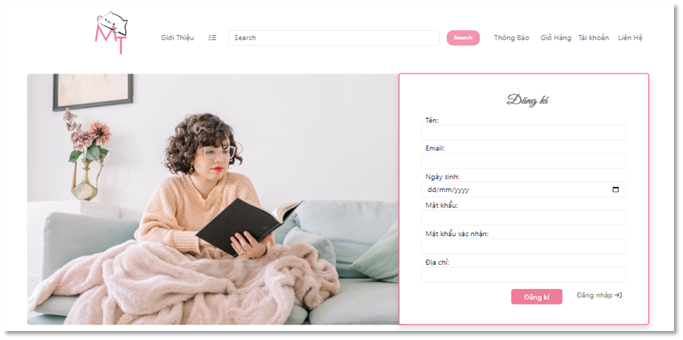 MT
Giới Thiệu
Search
Search
Thông Báo
Giỏ Hàng
Tài khoản
Liên Hệ
Đăng kí
Tên:
Email:
Ngày sinh:
dd/mm/yyyy
Mật khẩu:
Mật khẩu xác nhận:
Địa chỉ:
Đăng kí
Đăng nhập